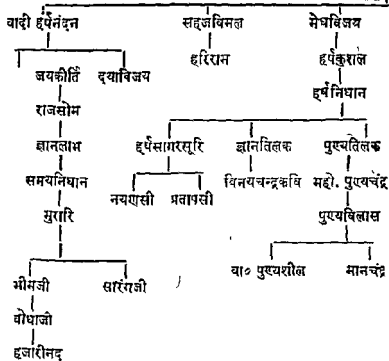 वादी हर्षनंदन सहजविमल मेघविजय
जयकीर्ति दयाविजय हरिराम हर्षकुशल
राजसोम हर्षनिधान
ज्ञानलाभ हर्षसागरसूरि ज्ञानतिलक पुण्यतिलक
समयनिधान नयणसी प्रतापसी विनयचन्द्रकवि महो. पुण्यचंद्र
मुरारि पुण्यविलास
भीमजी सारंगजी वा० पुण्यशील मानचंद्र
बोधाजी
हजारीनंद